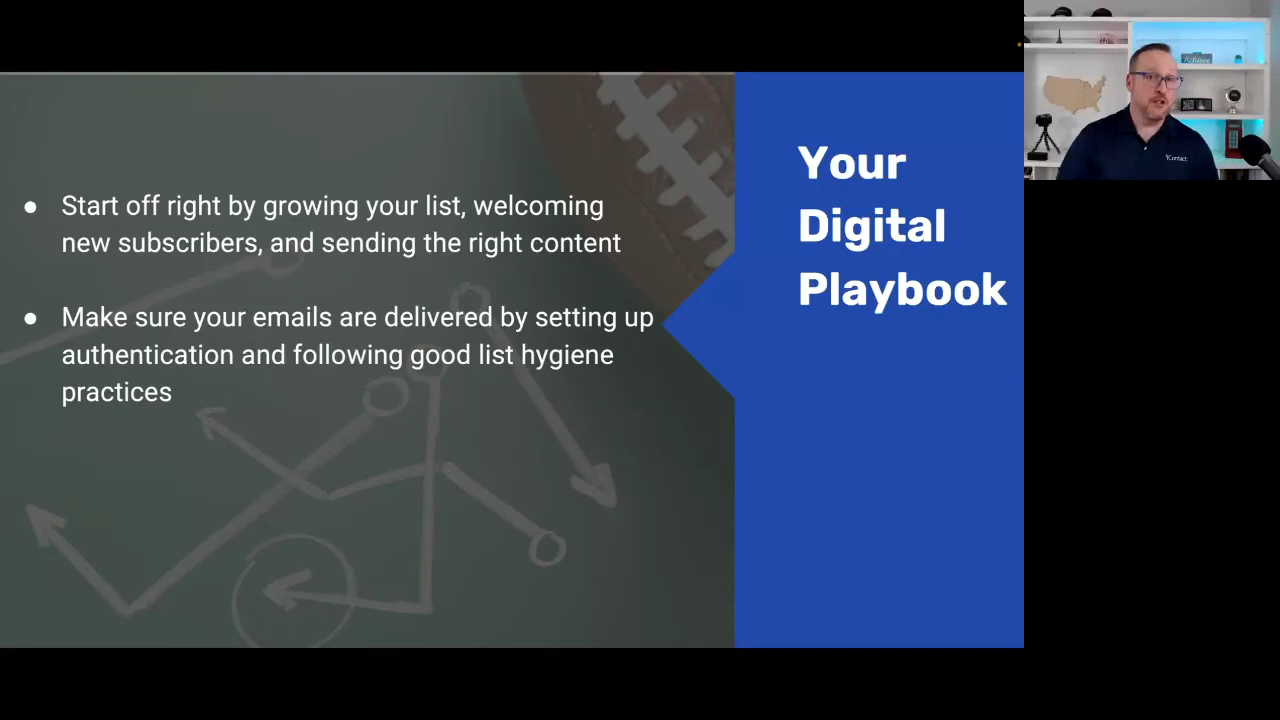 Start off right by growing your list, welcoming
new subscribers, and sending the right content
Make sure your emails are delivered by setting up
authentication and following good list hygiene
practices
Your
Digital
Playbook
iContact